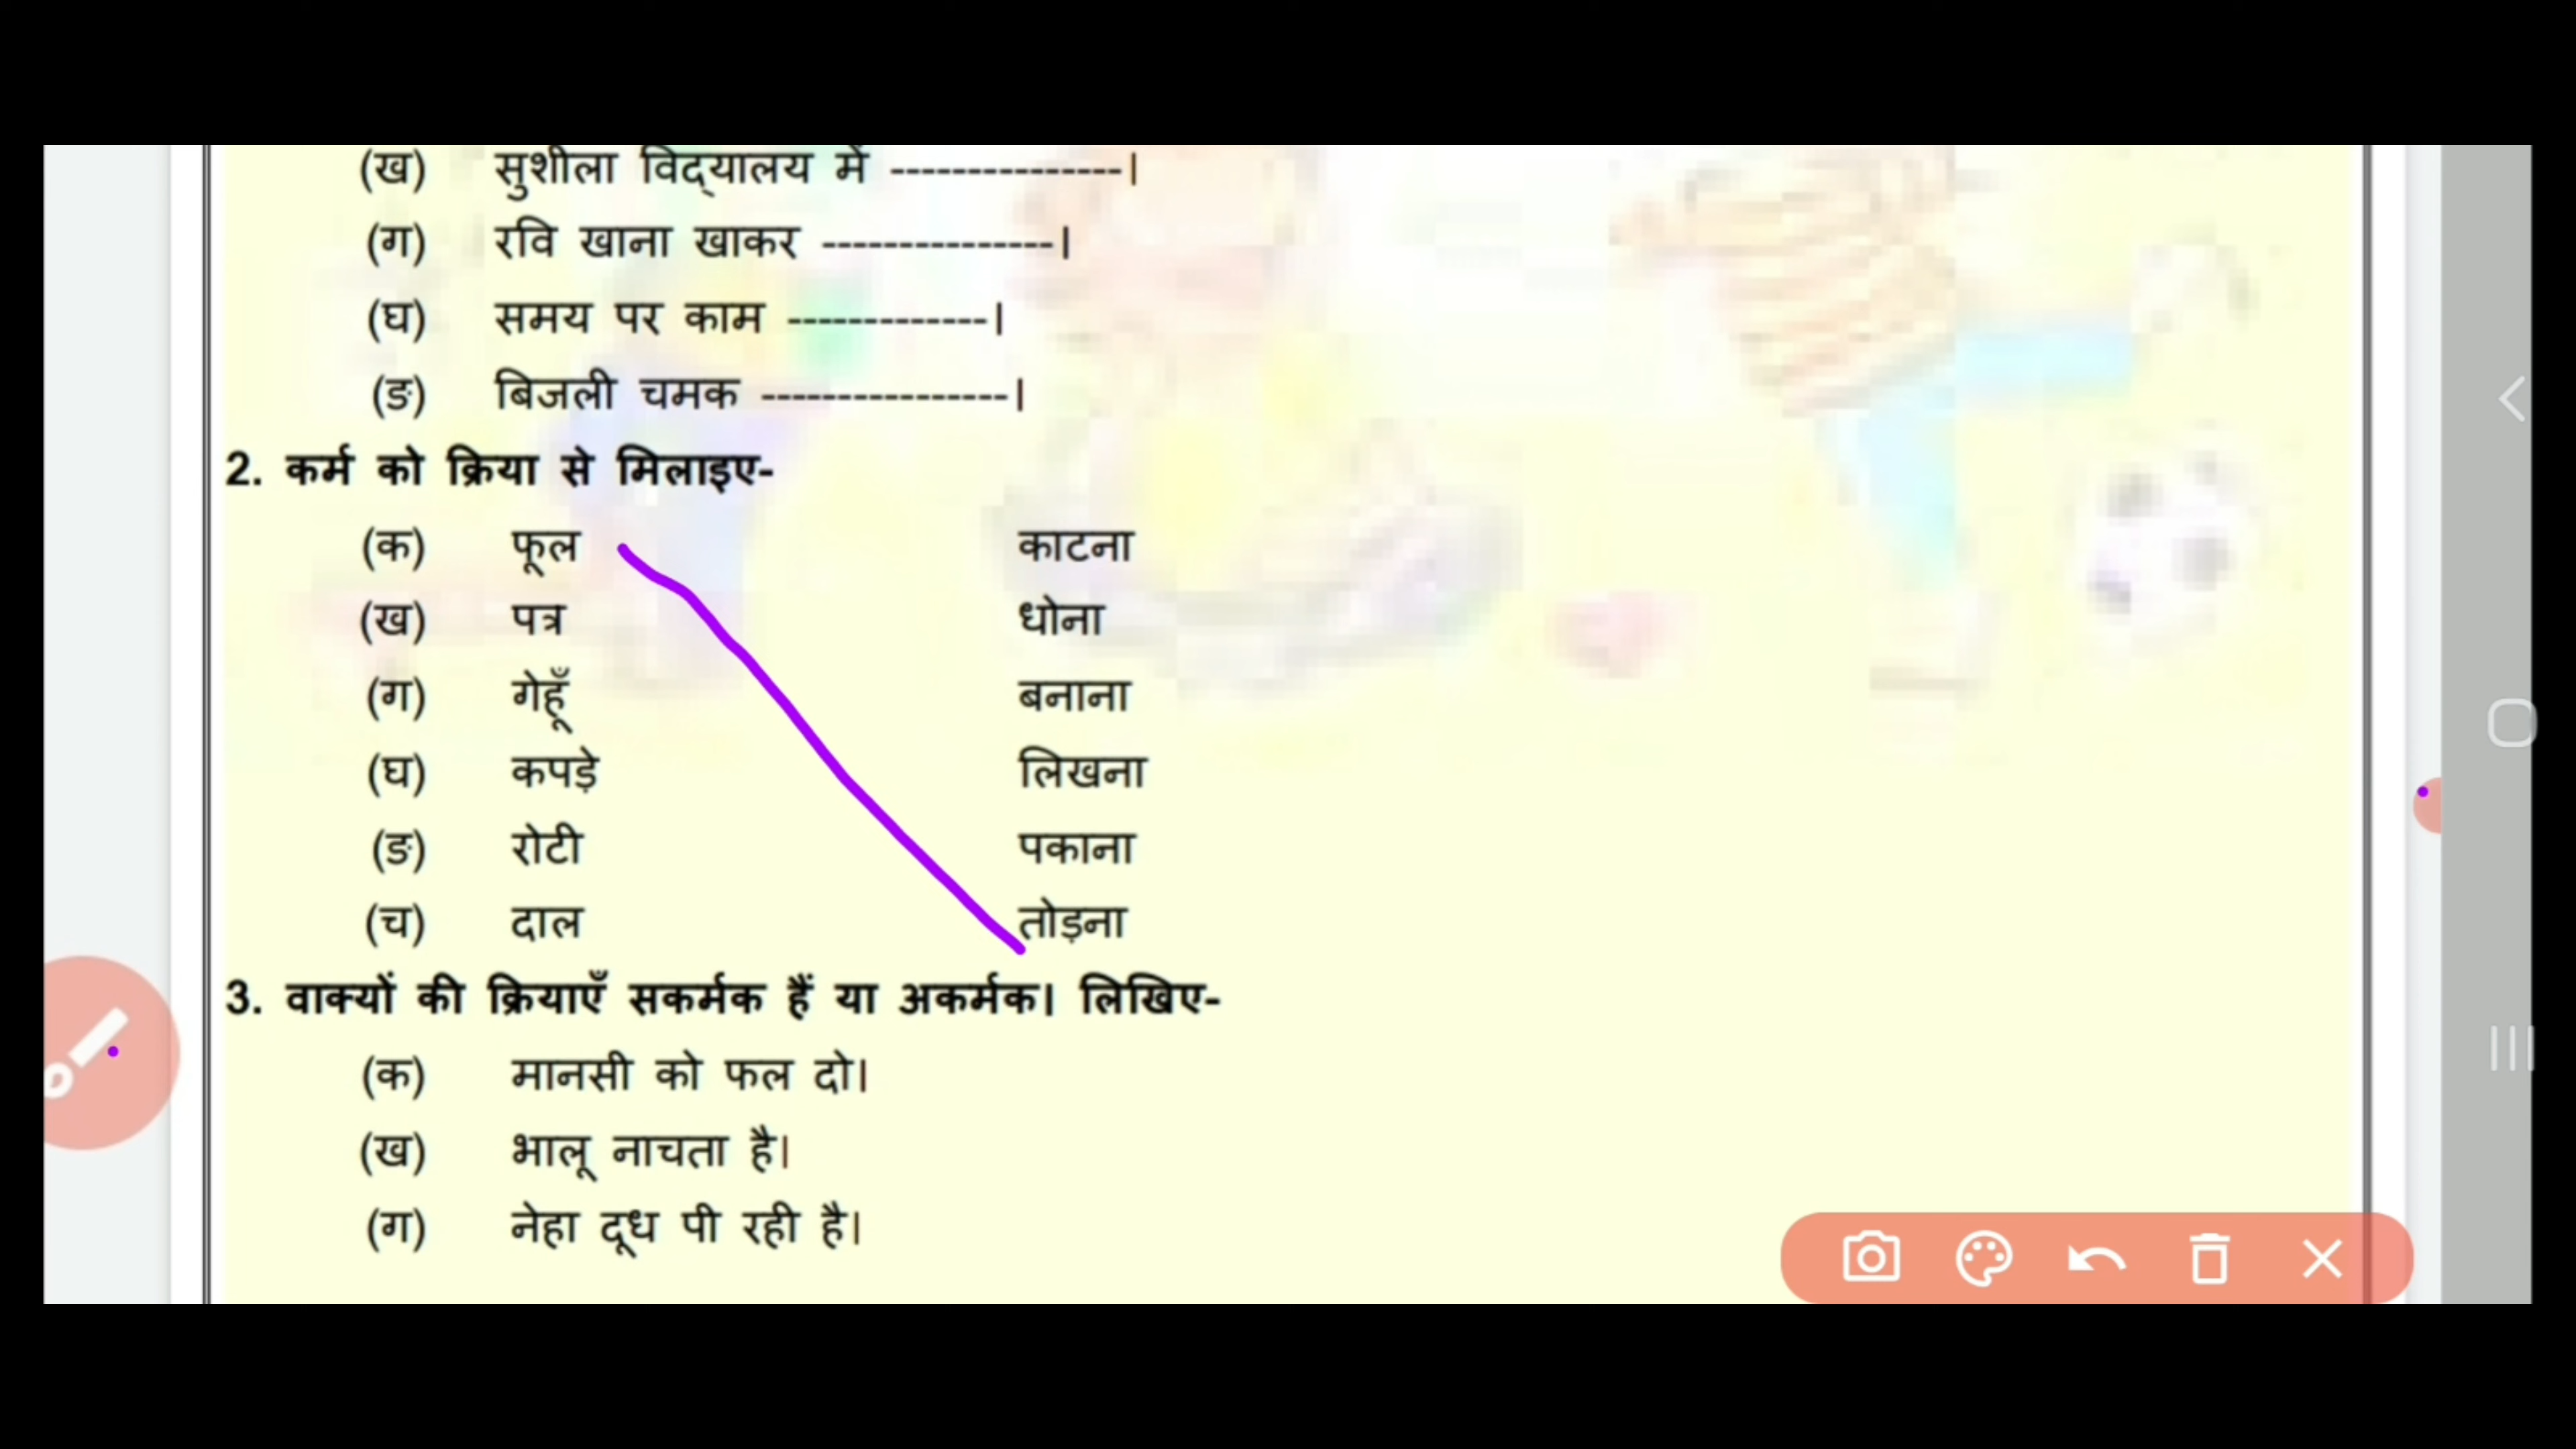 (ख) सुशीला विद्‌यालय में ---------------।
(ग) रवि खाना खाकर ---------------।
(घ) समय पर काम -------------।
(ङ) बिजली चमक ----------------।
2. कर्म को क्रिया से मिलाइए-
(क) फूल काटना
(ख) पत्र धोना
(ग) गेहूँ बनाना
(घ) कपड़े लिखना
(ङ) रोटी पकाना
(च) दाल तोड़ना
3. वाक्यों की क्रियाएँ सकर्मक हैं या अकर्मक। लिखिए-
(क) मानसी को फल दो।
(ख) भालू नाचता है।
(ग) नेहा दूध पी रही है।